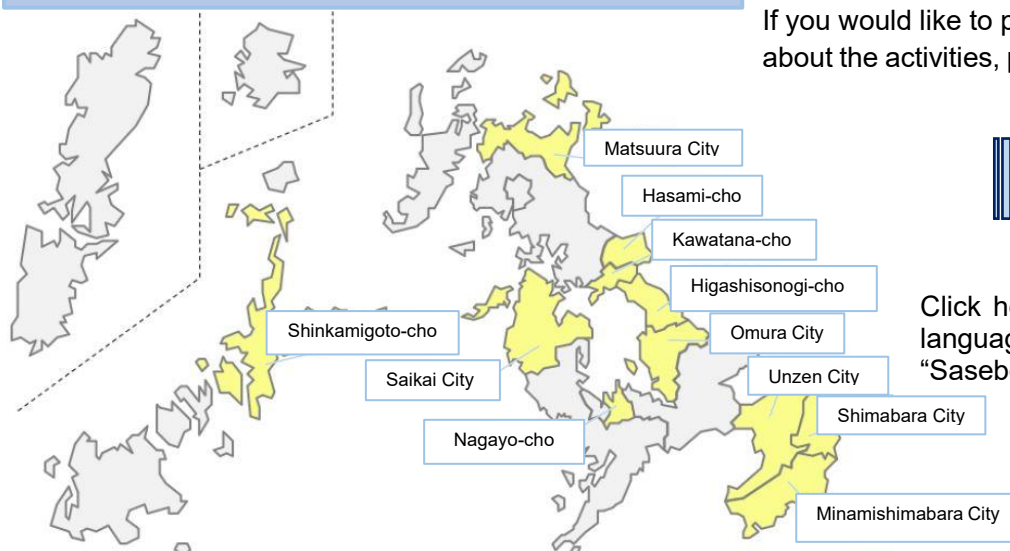 If you would like to p
about the activities, p
Matsuura City
Hasami-cho
Kawatana-cho
Higashisonogi-cho
Click h
languag
"Saseb
Shinkamigoto-cho
Omura City
Saikai City
Unzen City
Shimabara City
Nagayo-cho
Minamishimabara City